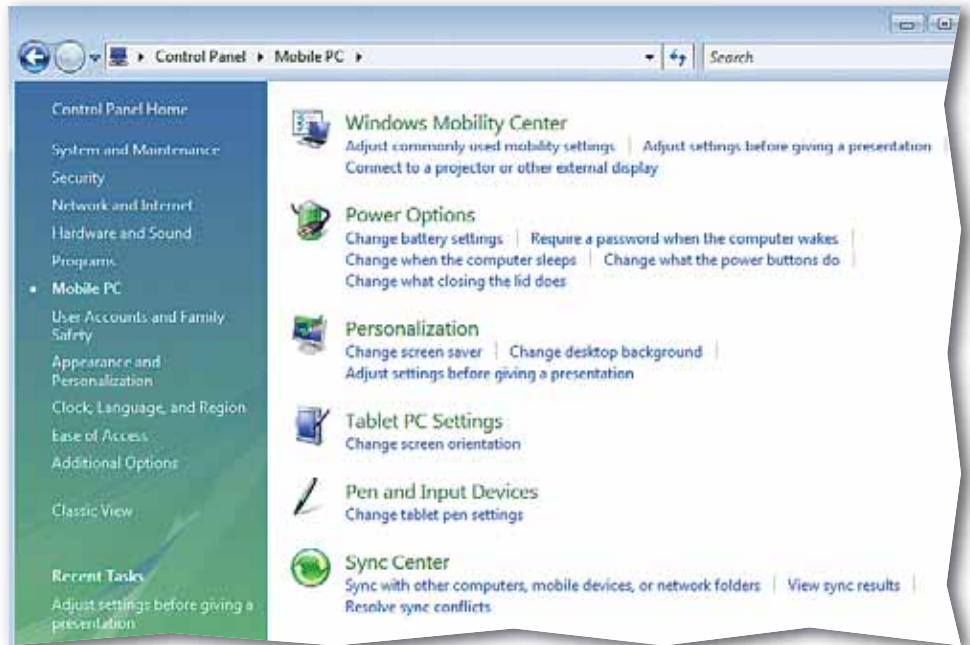 Control Panel Mobile PC
Search
Control Panel Home
System and Maintenance
Security
Network and Internet
Hardware and Sound
Programs
Mobile PC
User Accounts and Family
Safety
Appearance and
Personalization
Clock, Language, and Region
Ease of Access
Additional Options
Classic View
Recent Tasks
Adjust settings before giving a
presentation
Windows Mobility Center
Adjust commonly used mobility settings Adjust settings before giving a presentation
Connect to a projector or other external display
Power Options
Change battery settings Require a password when the computer wakes
Change when the computer sleeps Change what the power buttons do
Change what closing the lid does
Personalization
Change screen saver Change desktop background
Adjust settings before giving a presentation
Tablet PC Settings
Change screen orientation
Pen and Input Devices
Change tablet pen settings
Sync Center
Sync with other computers, mobile devices, or network folders View sync results
Resolve sync conflicts